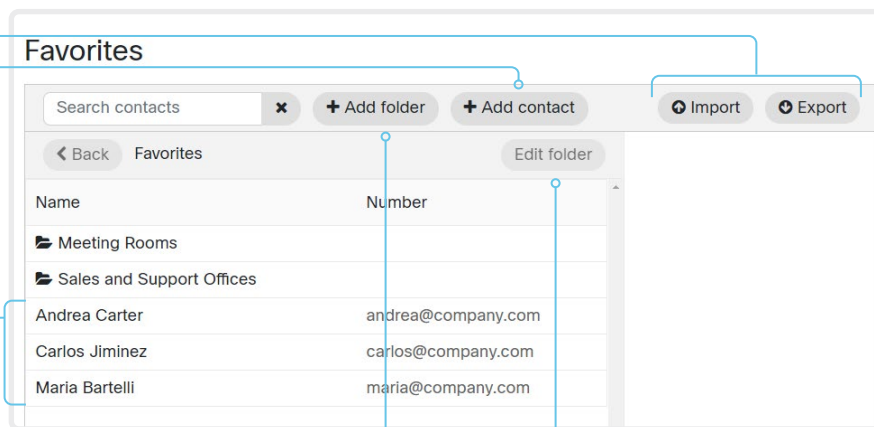 Favorites
Search contacts
Add folder
Add contact
Import
Export
Back Favorites Edit folder
Name Number
Meeting Rooms
Sales and Support Offices
Andrea Carter andrea@company.com
Carlos Jiminez carlos@company.com
Maria Bartelli maria@company.com